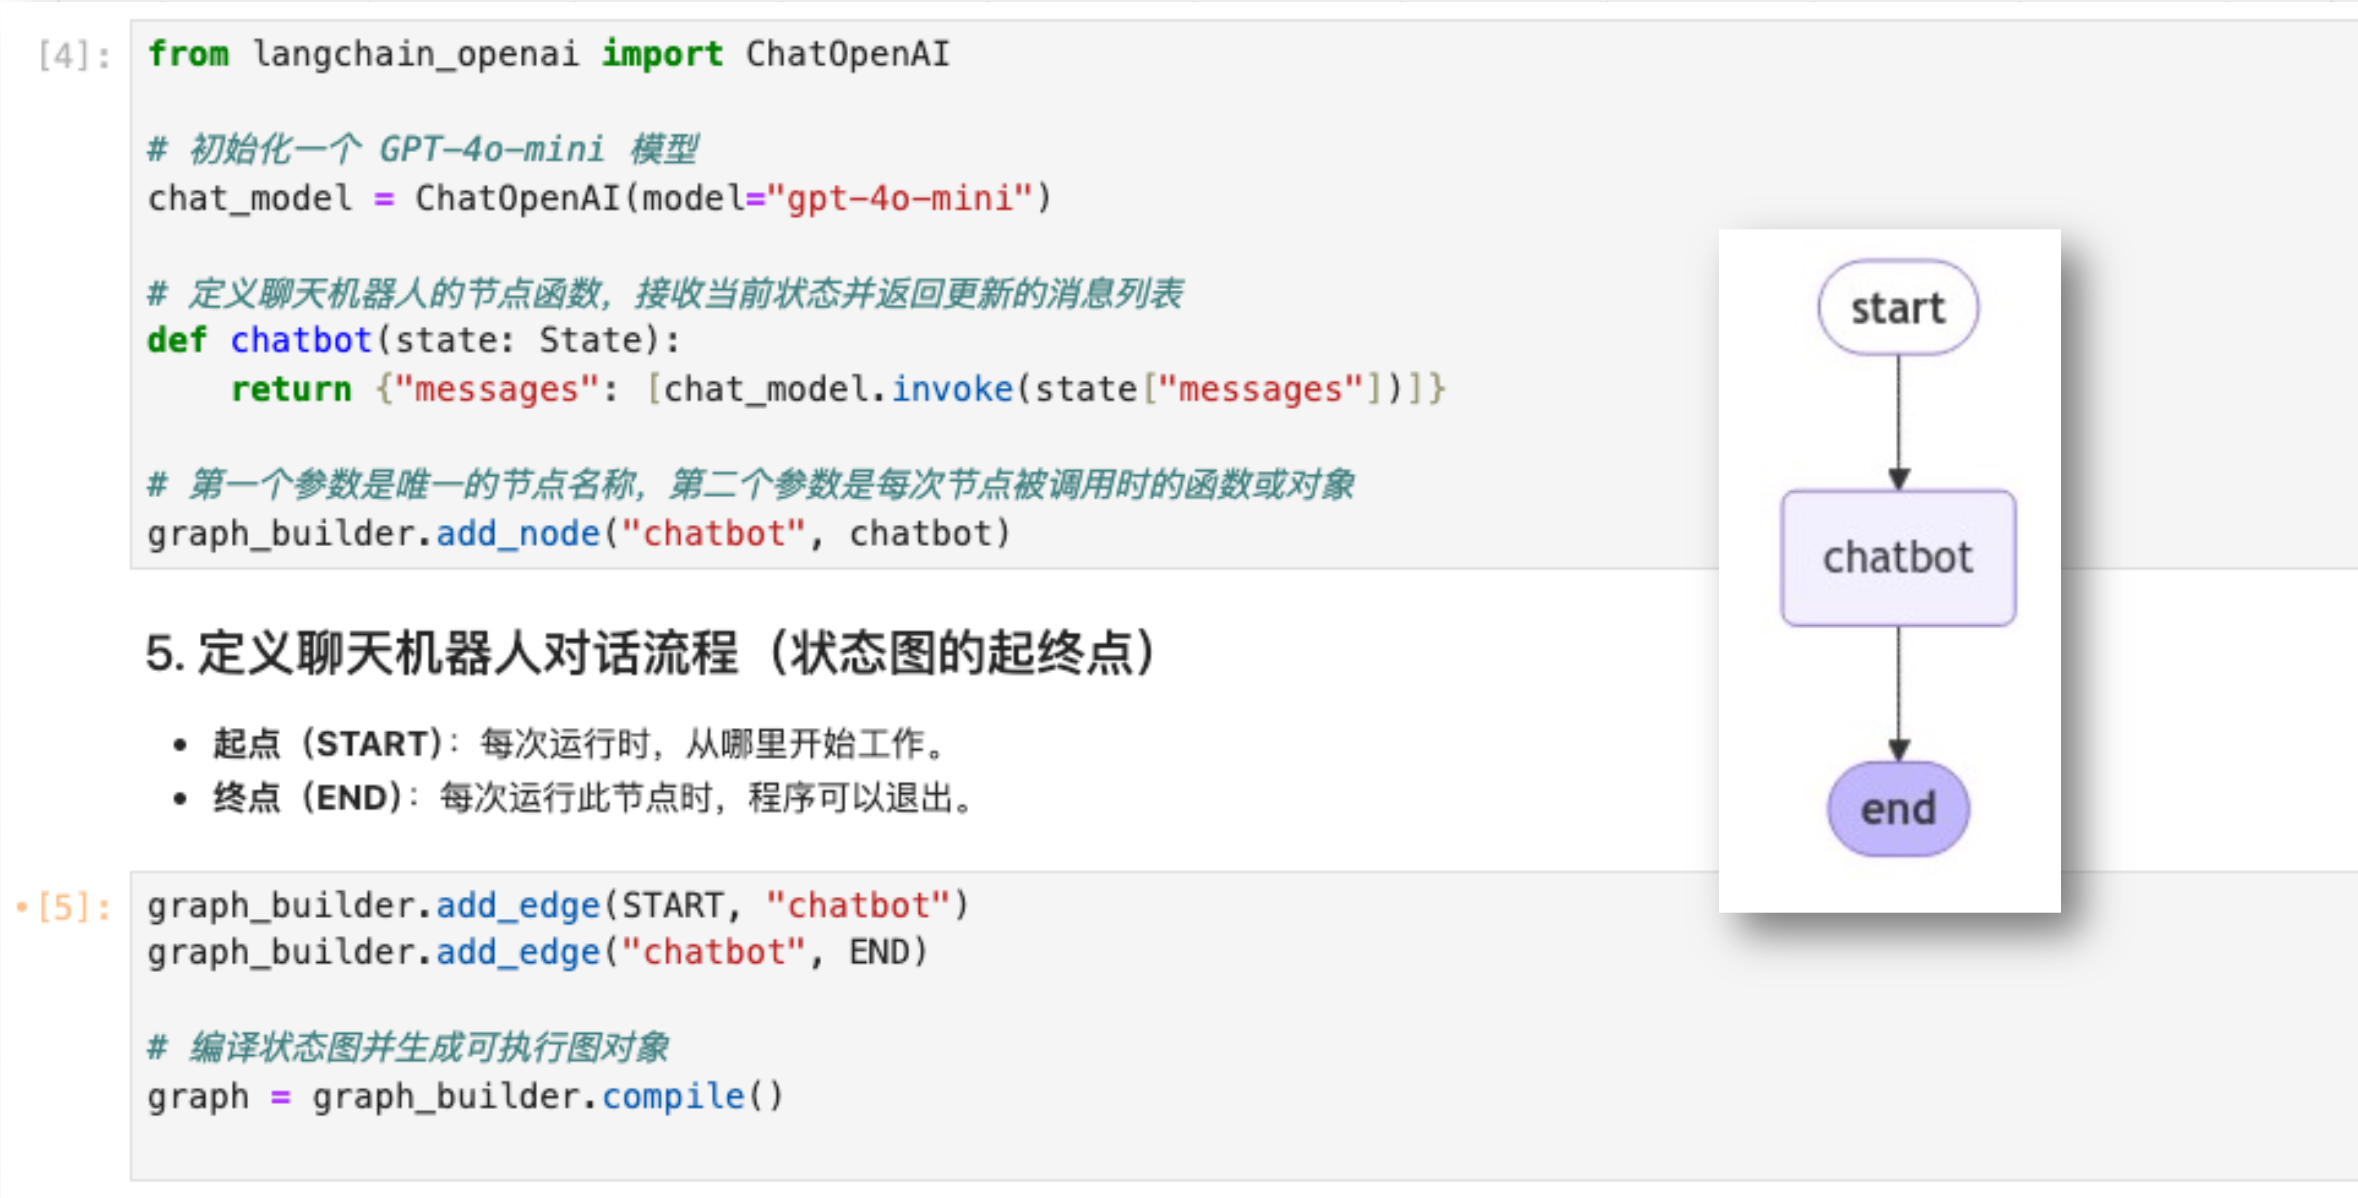 [4]: from langchain_openai import ChatOpenAI
# 初始化一个 GPT-4o-mini 模型
chat_model = ChatOpenAI(model="gpt-4o-mini")
# 定义聊天机器人的节点函数，接收当前状态并返回更新的消息列表
def chatbot(state: State):
    return {"messages": [chat_model.invoke(state["messages"])]}
# 第一个参数是唯一的节点名称，第二个参数是每次节点被调用时的函数或对象
graph_builder.add_node("chatbot", chatbot)
5. 定义聊天机器人对话流程（状态图的起终点）
• 起点（START）：每次运行时，从哪里开始工作。
• 终点（END）：每次运行此节点时，程序可以退出。
•[5]: graph_builder.add_edge(START, "chatbot")
graph_builder.add_edge("chatbot", END)
# 编译状态图并生成可执行图对象
graph = graph_builder.compile()
start
chatbot
end